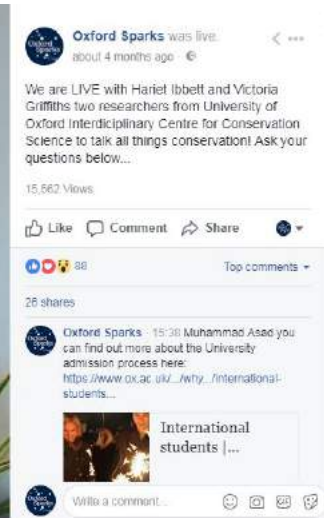 Oxford Sparks was live.
about 4 months ago
We are LIVE with Hariet Ibbett and Victoria
Griffiths two researchers from University of
Oxford Interdiciplinary Centre for Conservation
Science to talk all things conservation! Ask your
questions below...
15,562 Views
Like Comment Share
88 Top comments
26 shares
Oxford Sparks · 15:38 Muhammad Asad you
can find out more about the University
admission process here:
https://www.ox.ac.uk/.../why.../international-
students...
International
students |...
Write a comment...
GIF